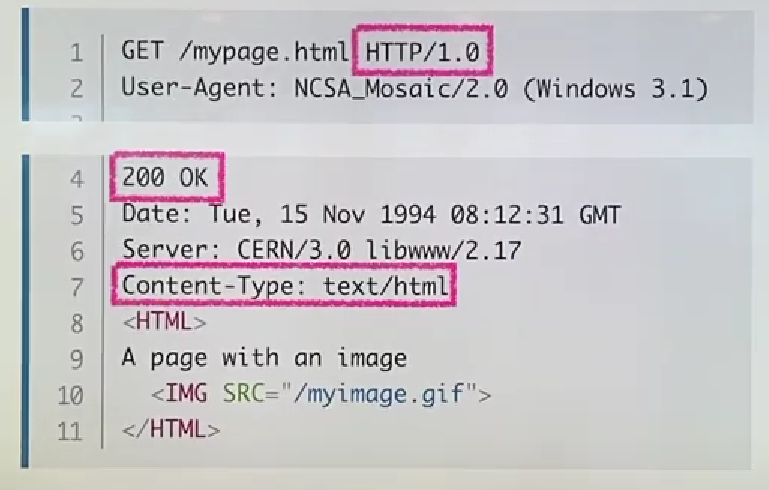 1 GET /mypage.html HTTP/1.0
2 User-Agent: NCSA_Mosaic/2.0 (Windows 3.1)
4 200 OK
5 Date: Tue, 15 Nov 1994 08:12:31 GMT
6 Server: CERN/3.0 libwww/2.17
7 Content-Type: text/html
8 <HTML>
9 A page with an image
10 <IMG SRC="/myimage.gif">
11 </HTML>